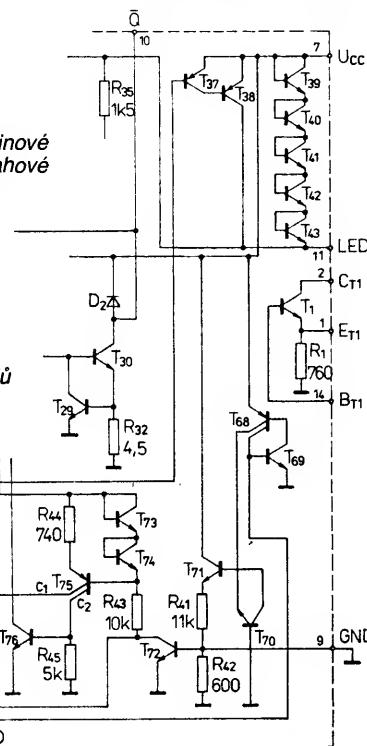 Q̄
10
7
UCC
R35
1k5
T37
T38
T39
T40
T41
T42
T43
inové
ahové
LED
11
2
CT1
D2
T1
1
ET1
R1
760
14
BT1
T30
ů
T29
R32
4,5
T68
T69
R44
740
T73
T74
C1
T75
C2
R43
10k
T71
R41
11k
T76
R45
5k
T72
R42
600
T70
9
GND